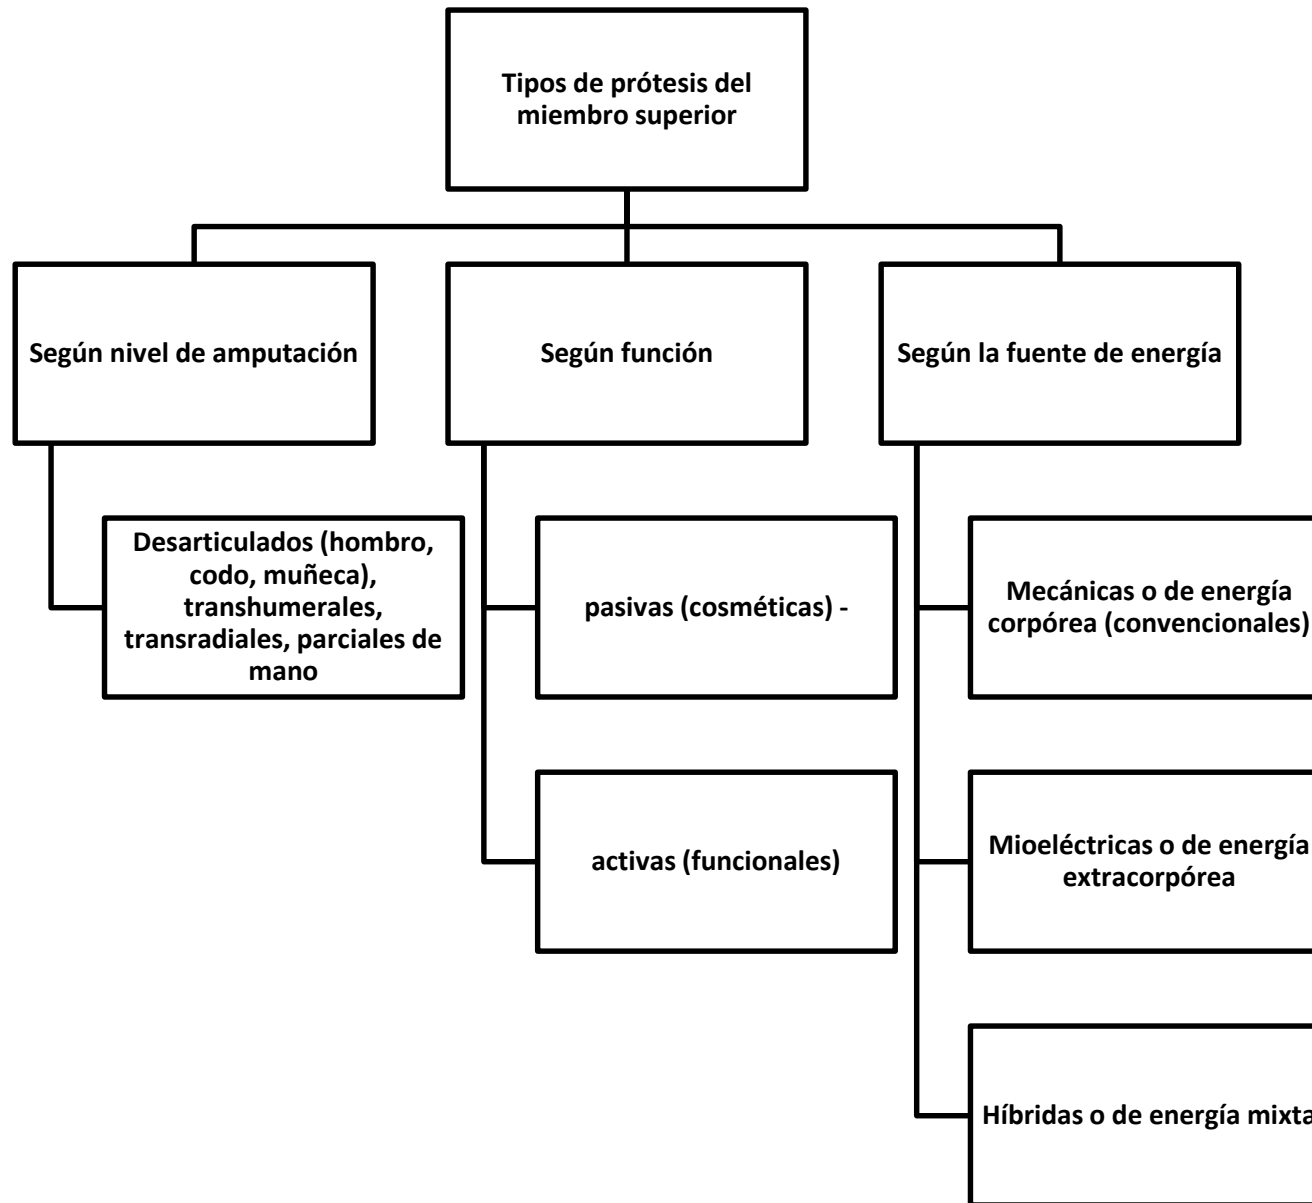 Tipos de prótesis del
miembro superior
Según nivel de amputación
Desarticulados (hombro,
codo, muñeca),
transhumerales,
transradiales, parciales de
mano
Según función
pasivas (cosméticas) -
activas (funcionales)
Según la fuente de energía
Mecánicas o de energía
corpórea (convencionales)
Mioeléctricas o de energía
extracorpórea
Híbridas o de energía mixta